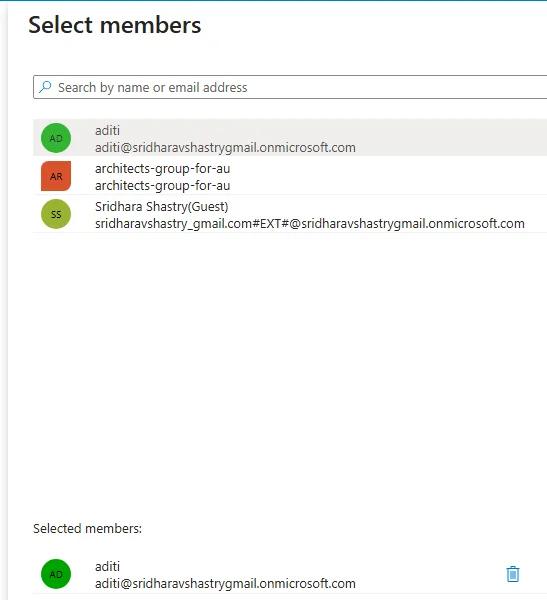 Select members
Search by name or email address
AD
aditi
aditi@sridharavshastrygmail.onmicrosoft.com
AR
architects-group-for-au
architects-group-for-au
SS
Sridhara Shastry(Guest)
sridharavshastry_gmail.com#EXT#@sridharavshastrygmail.onmicrosoft.com
Selected members:
AD
aditi
aditi@sridharavshastrygmail.onmicrosoft.com